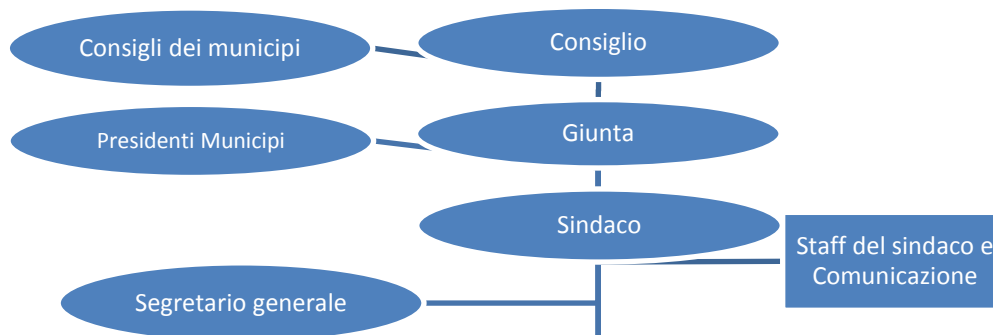 Consigli dei municipi
Consiglio
Presidenti Municipi
Giunta
Sindaco
Staff del sindaco e
Comunicazione
Segretario generale